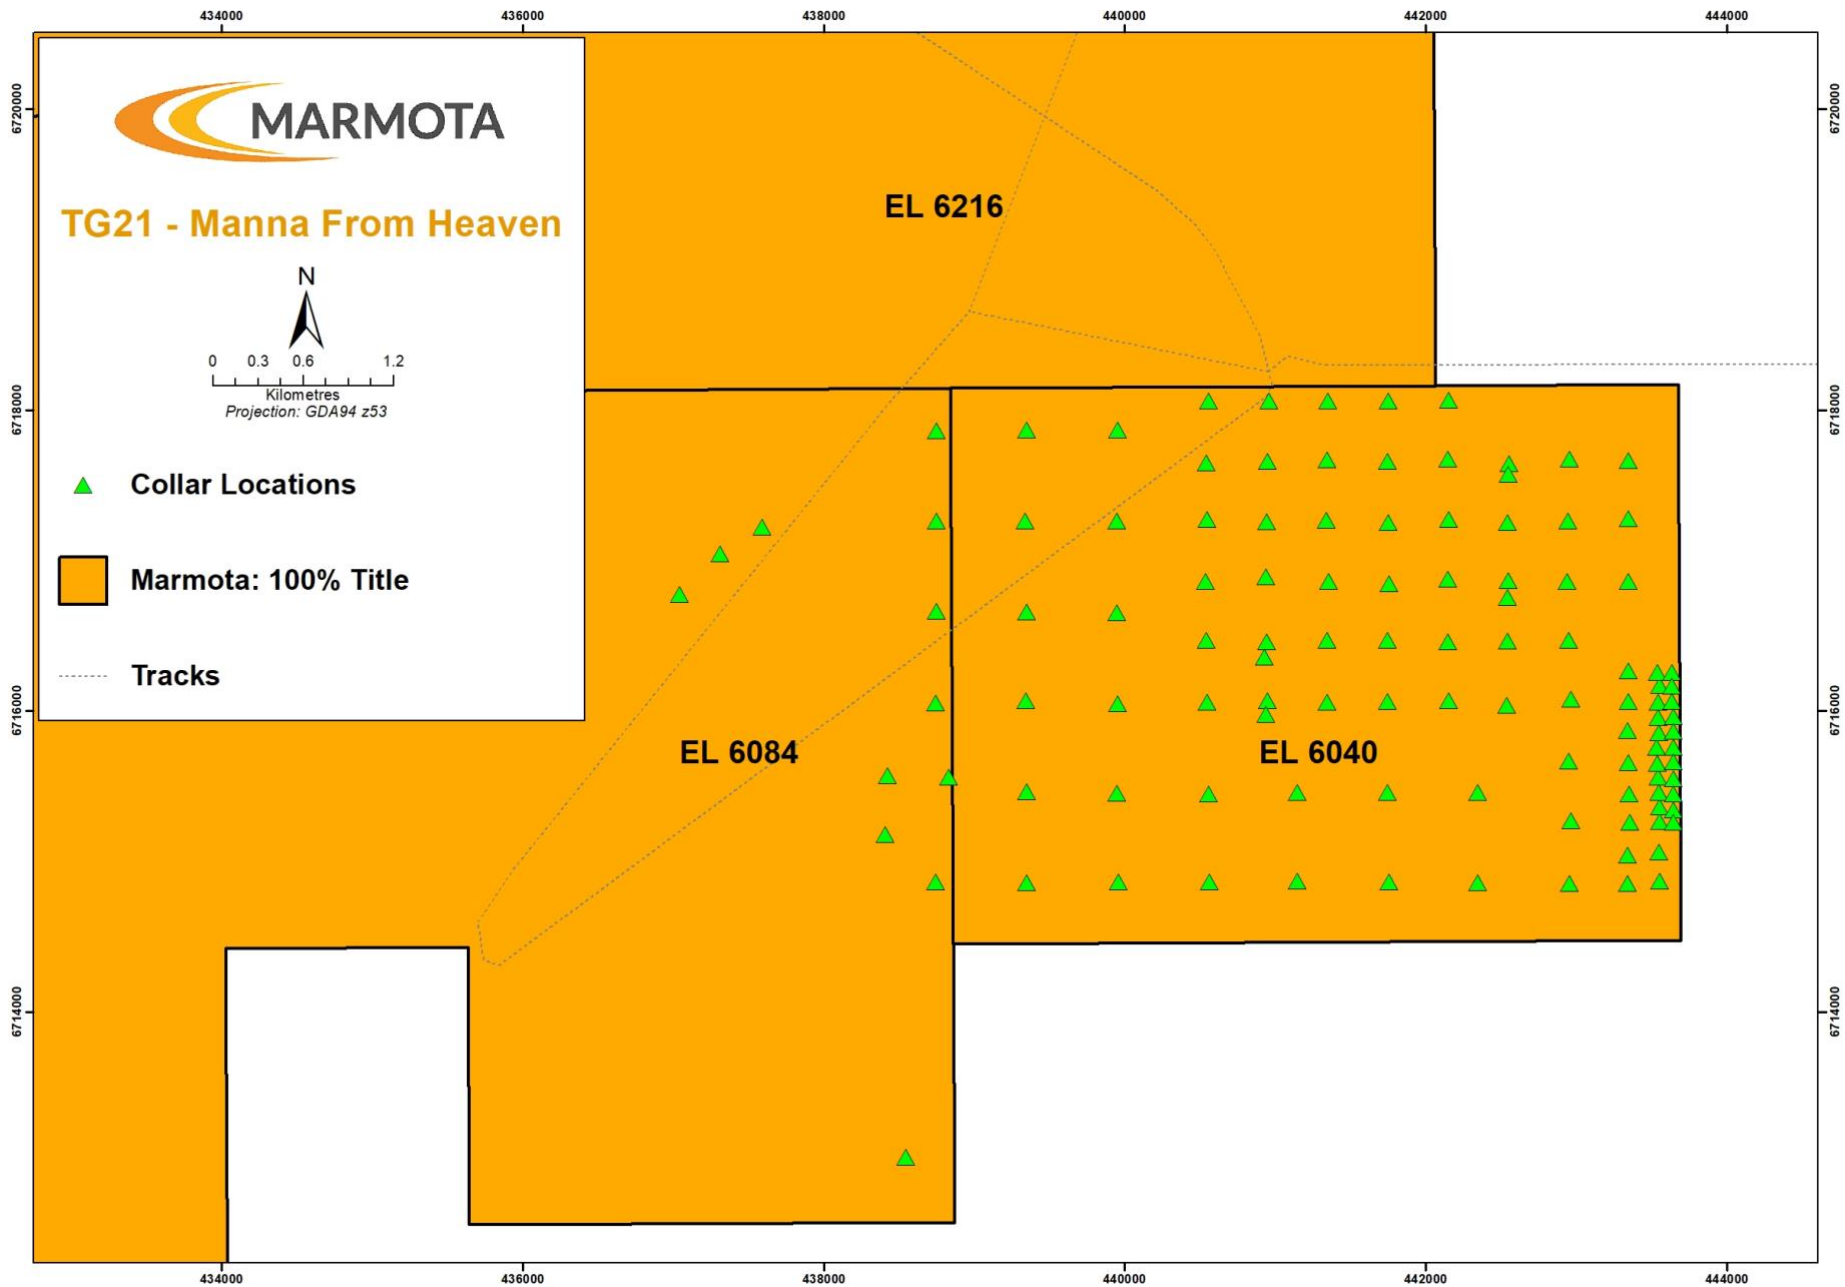 434000 436000 438000 440000 442000 444000
MARMOTA
TG21 - Manna From Heaven
N
0 0.3 0.6 1.2
Kilometres
Projection: GDA94 z53
Collar Locations
Marmota: 100% Title
Tracks
EL 6216
EL 6084
EL 6040
6720000
6718000
6716000
6714000
6720000
6718000
6716000
6714000
434000 436000 438000 440000 442000 444000